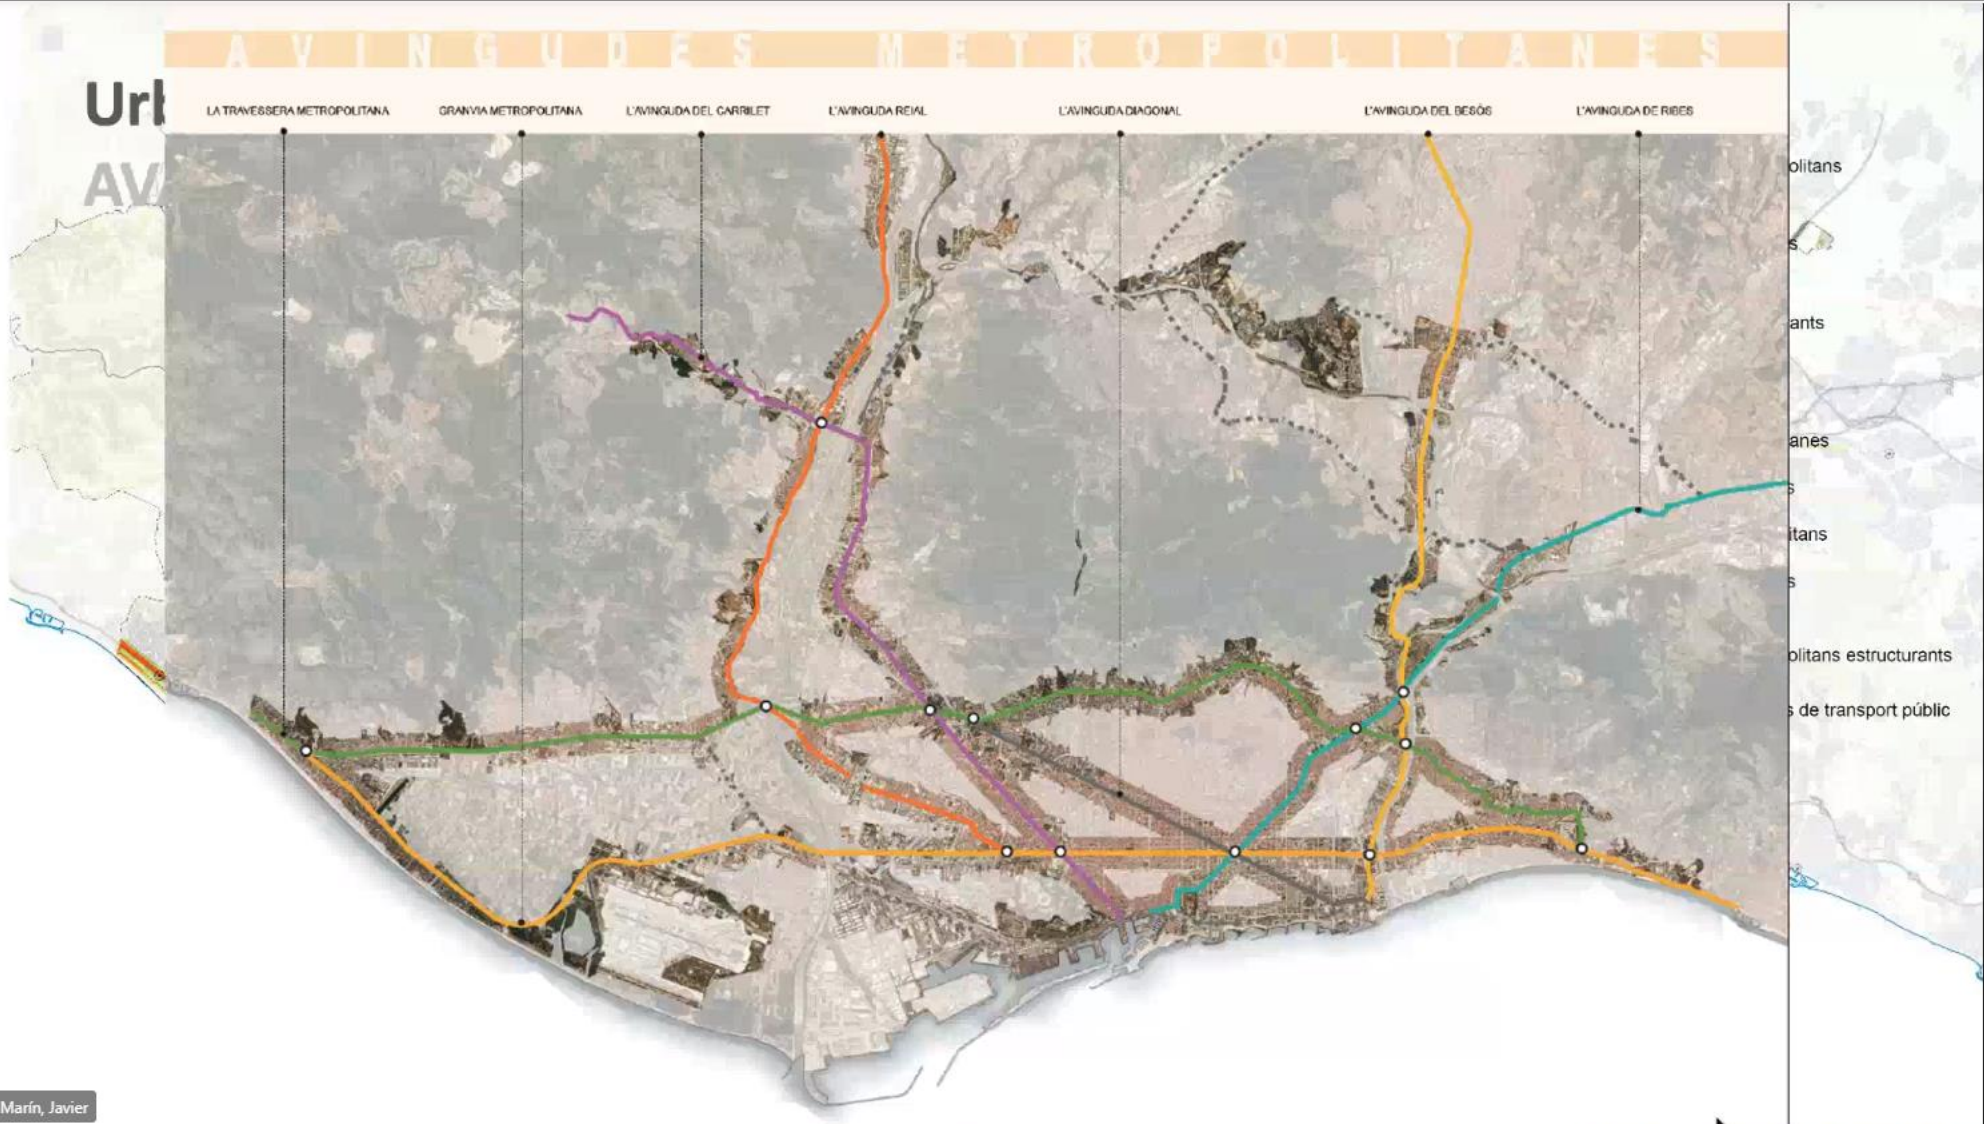 AVINGUDES METROPOLITANES
Url
AV
LA TRAVESSERA METROPOLITANA
GRANVIA METROPOLITANA
L'AVINGUDA DEL CARRILET
L'AVINGUDA REIAL
L'AVINGUDA DIAGONAL
L'AVINGUDA DEL BESÒS
L'AVINGUDA DE RIBES
olitans
s
ants
anes
s
itans
s
olitans estructurants
s de transport públic
Marín, Javier